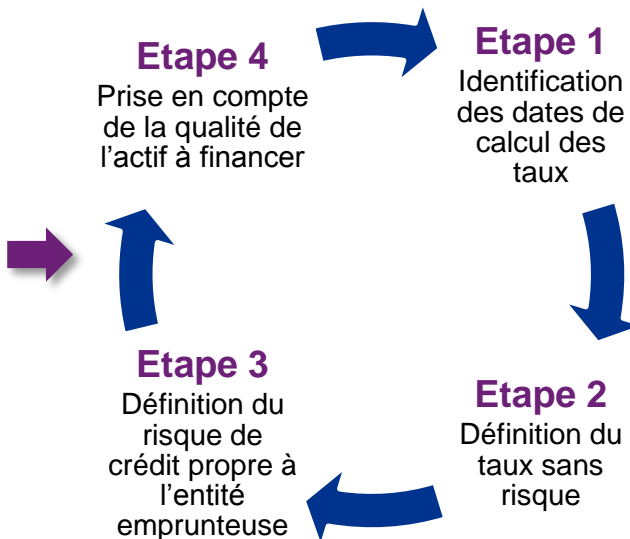 Etape 4
Prise en compte
de la qualité de
l’actif à financer
Etape 1
Identification
des dates de
calcul des
taux
Etape 3
Définition du
risque de
crédit propre à
l’entité
emprunteuse
Etape 2
Définition du
taux sans
risque